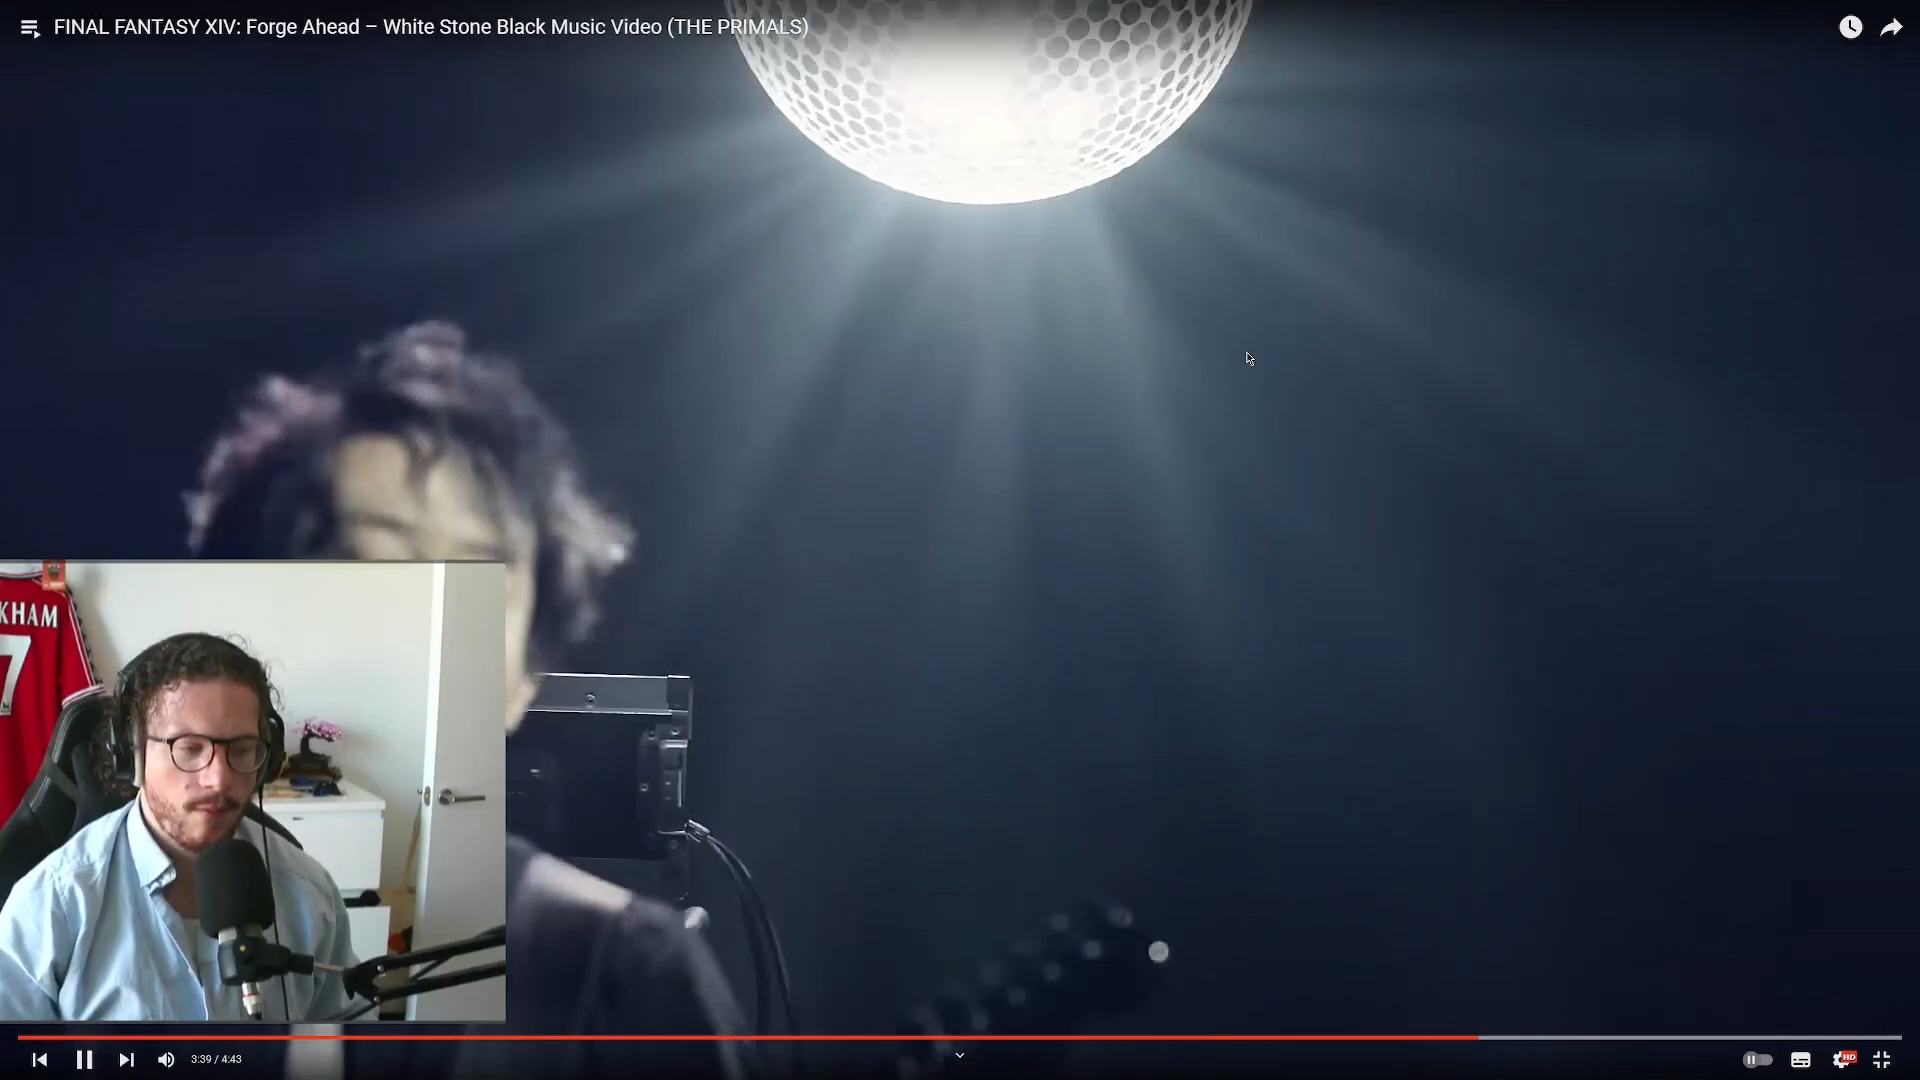 FINAL FANTASY XIV: Forge Ahead – White Stone Black Music Video (THE PRIMALS)
KHAM
7
3:39 / 4:43
HD